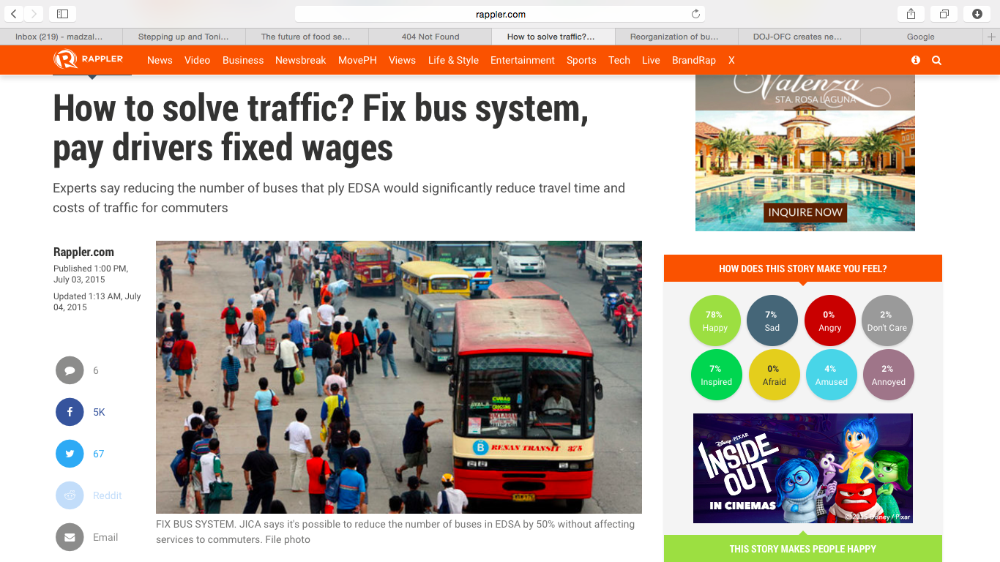 rappler.com
Inbox (219) - madzal...
Stepping up and Toni...
The future of food se...
404 Not Found
How to solve traffic?...
Reorganization of bu...
DOJ-OFC creates ne...
Google
RAPPLER
News
Video
Business
Newsbreak
MovePH
Views
Life & Style
Entertainment
Sports
Tech
Live
BrandRap
X
How to solve traffic? Fix bus system,
pay drivers fixed wages
Experts say reducing the number of buses that ply EDSA would significantly reduce travel time and
costs of traffic for commuters
Rappler.com
Published 1:00 PM,
July 03, 2015
Updated 1:13 AM, July
04, 2015
6
5K
67
Reddit
Email
AYALA
CUBAO
CROSSING
BACLARAN
B
RENAN TRANSIT 375
FIX BUS SYSTEM. JICA says it's possible to reduce the number of buses in EDSA by 50% without affecting
services to commuters. File photo
Valenza
STA. ROSA LAGUNA
INQUIRE NOW
HOW DOES THIS STORY MAKE YOU FEEL?
78%
Happy
7%
Sad
0%
Angry
2%
Don't Care
7%
Inspired
0%
Afraid
4%
Amused
2%
Annoyed
Disney · PIXAR
INSIDE
OUT
IN CINEMAS
©2015 Disney / Pixar
THIS STORY MAKES PEOPLE HAPPY